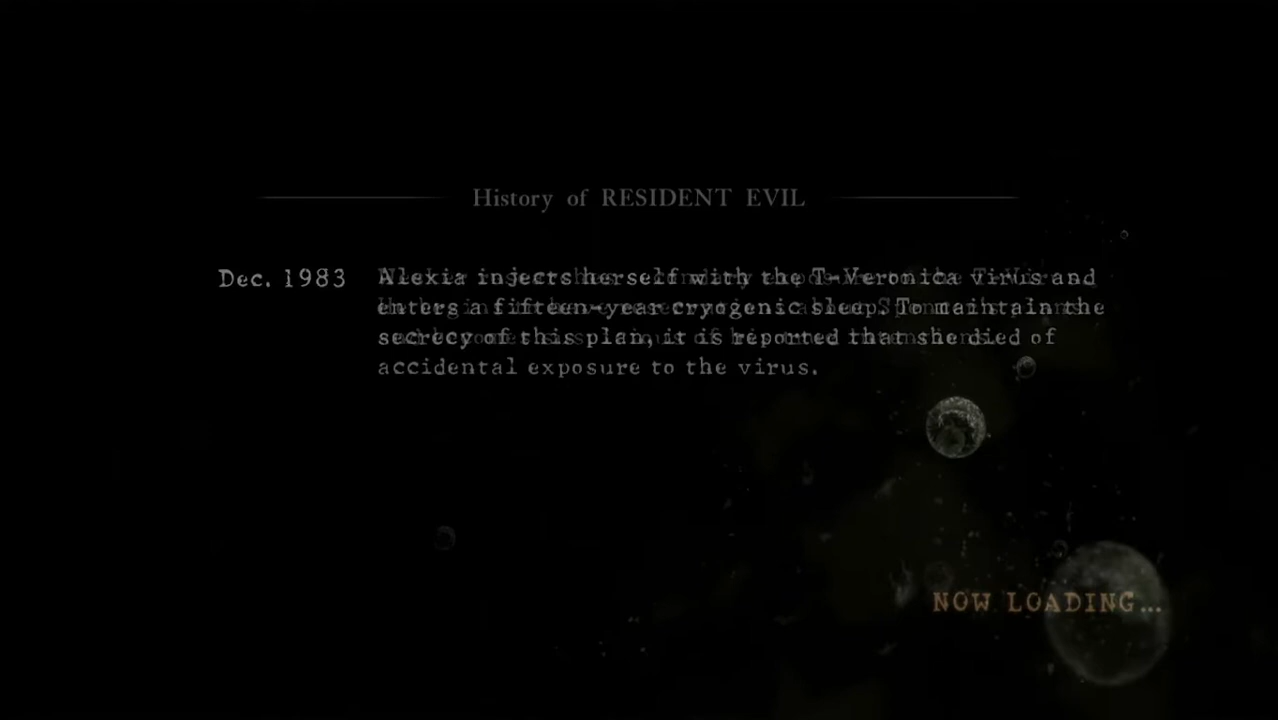 History of RESIDENT EVIL
Dec. 1983 Alexia injects herself with the T-Veronica Virus and
enters a fifteen-year cryogenic sleep. To maintain the
secrecy of this plan, it is reported that she died of
accidental exposure to the virus.
NOW LOADING...